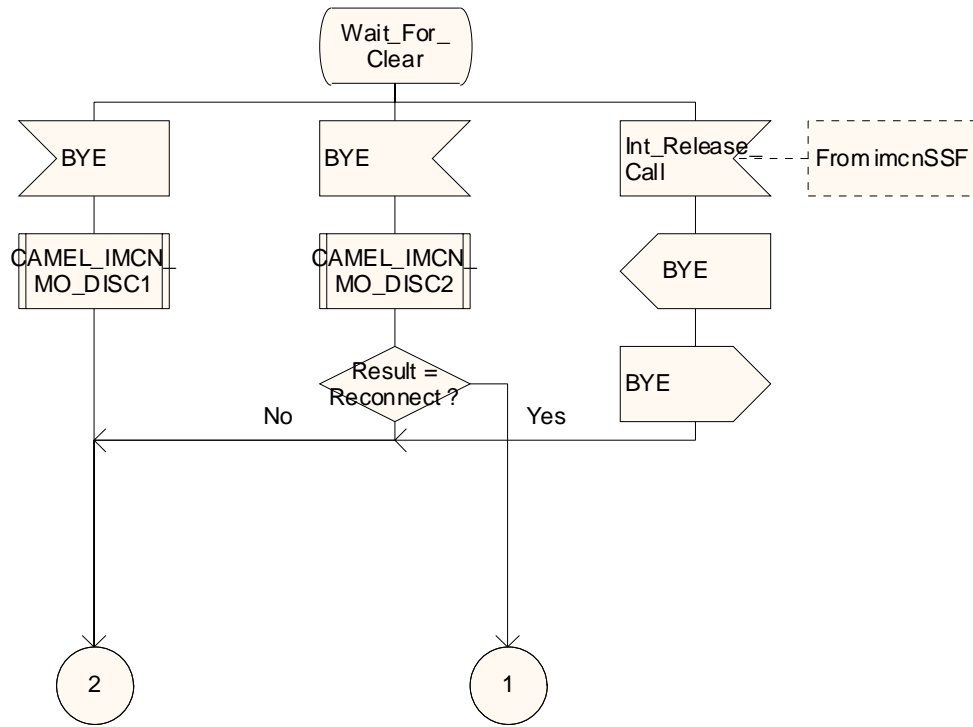 Wait_For_
Clear
BYE
BYE
Int_Release_
Call
From imcnSSF
CAMEL_IMCN_
MO_DISC1
CAMEL_IMCN_
MO_DISC2
BYE
Result =
Reconnect ?
BYE
No
Yes
2
1